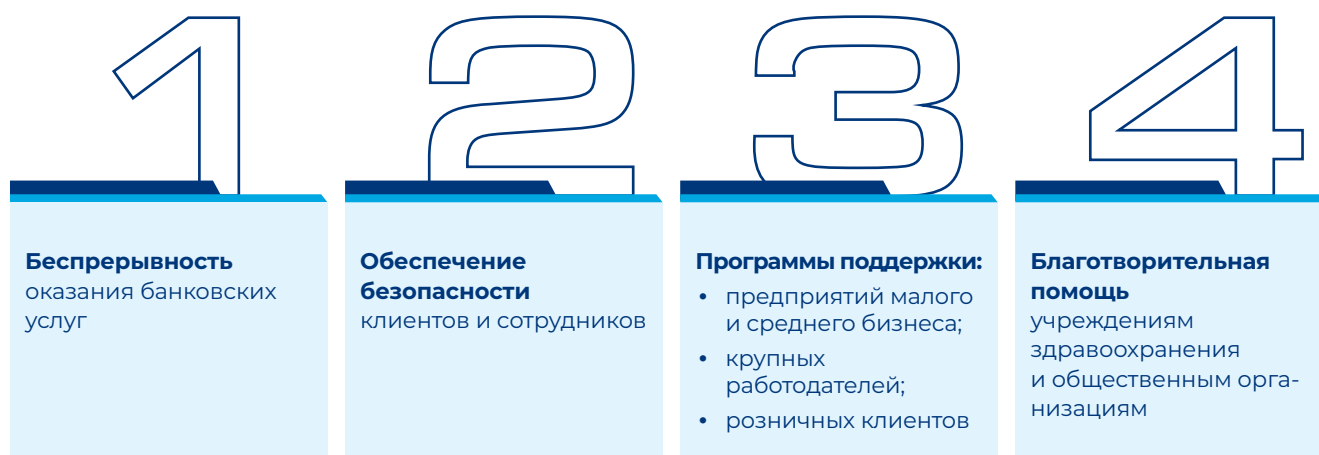 1
Беспрерывность
оказания банковских
услуг
2
Обеспечение
безопасности
клиентов и сотрудников
3
Программы поддержки:
• предприятий малого
и среднего бизнеса;
• крупных
работодателей;
• розничных клиентов
4
Благотворительная
помощь
учреждениям
здравоохранения
и общественным орга-
низациям